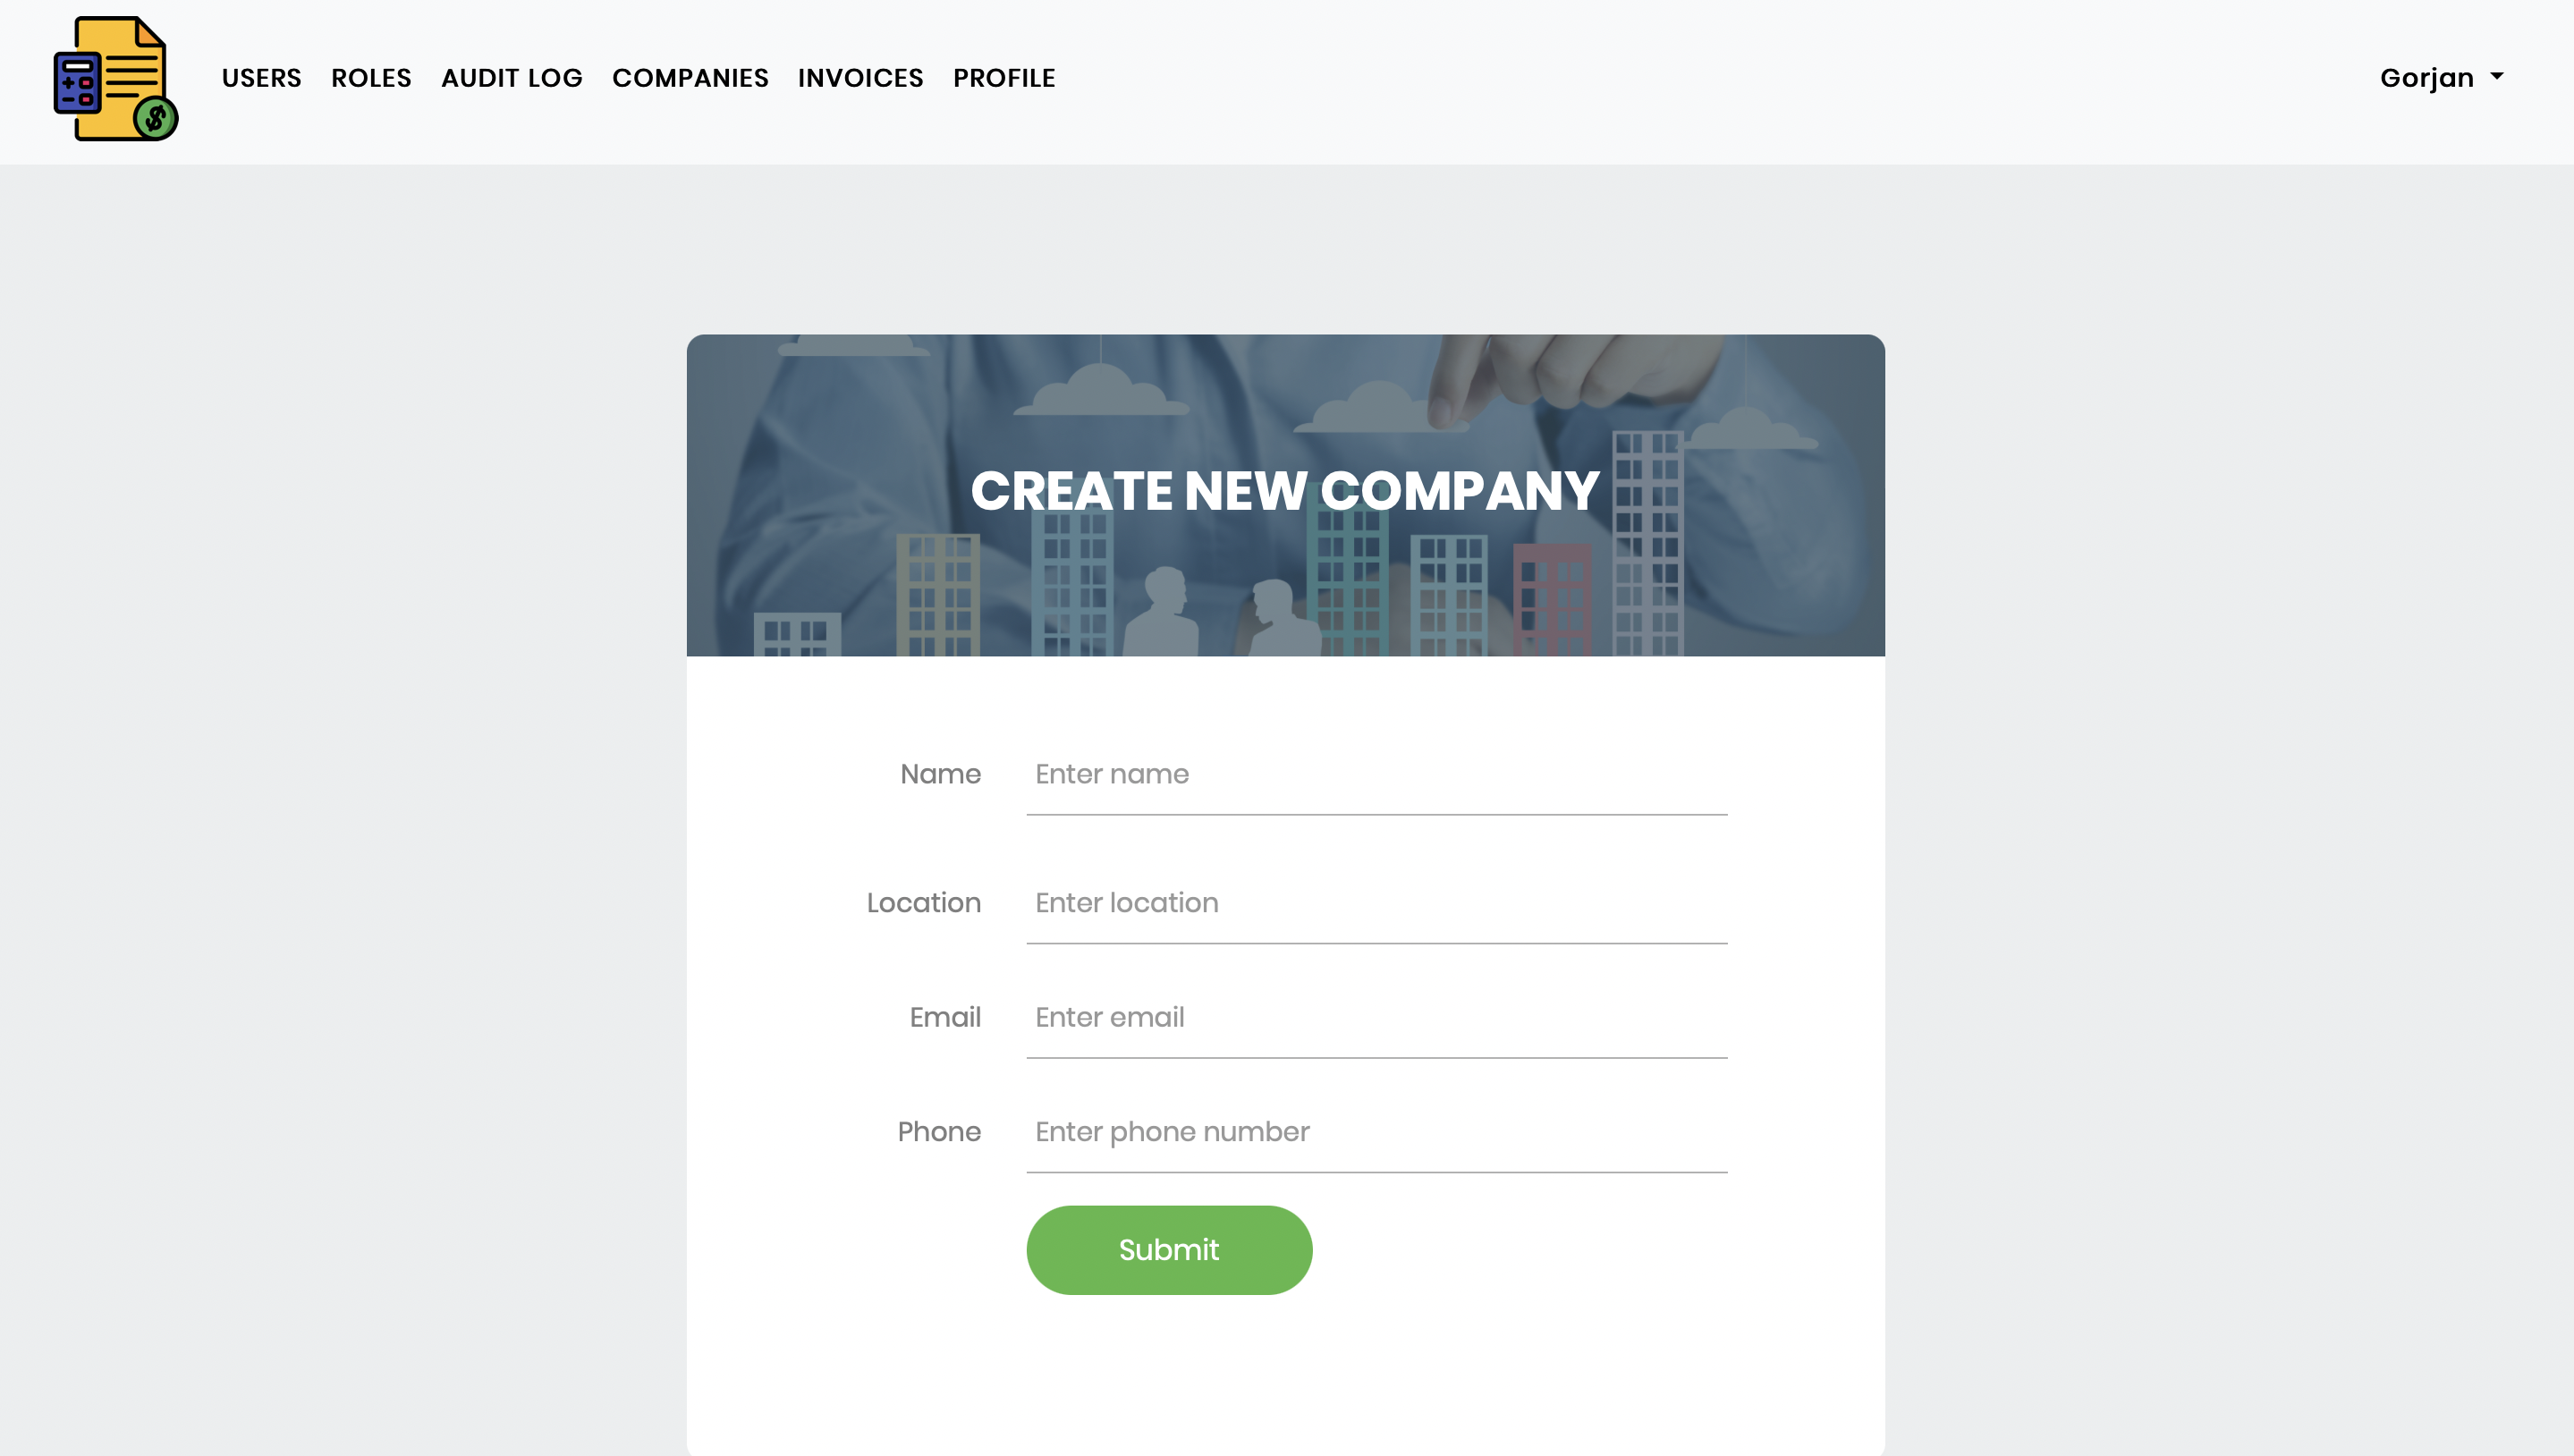 USERS ROLES AUDIT LOG COMPANIES INVOICES PROFILE Gorjan
CREATE NEW COMPANY
Name Enter name
Location Enter location
Email Enter email
Phone Enter phone number
Submit